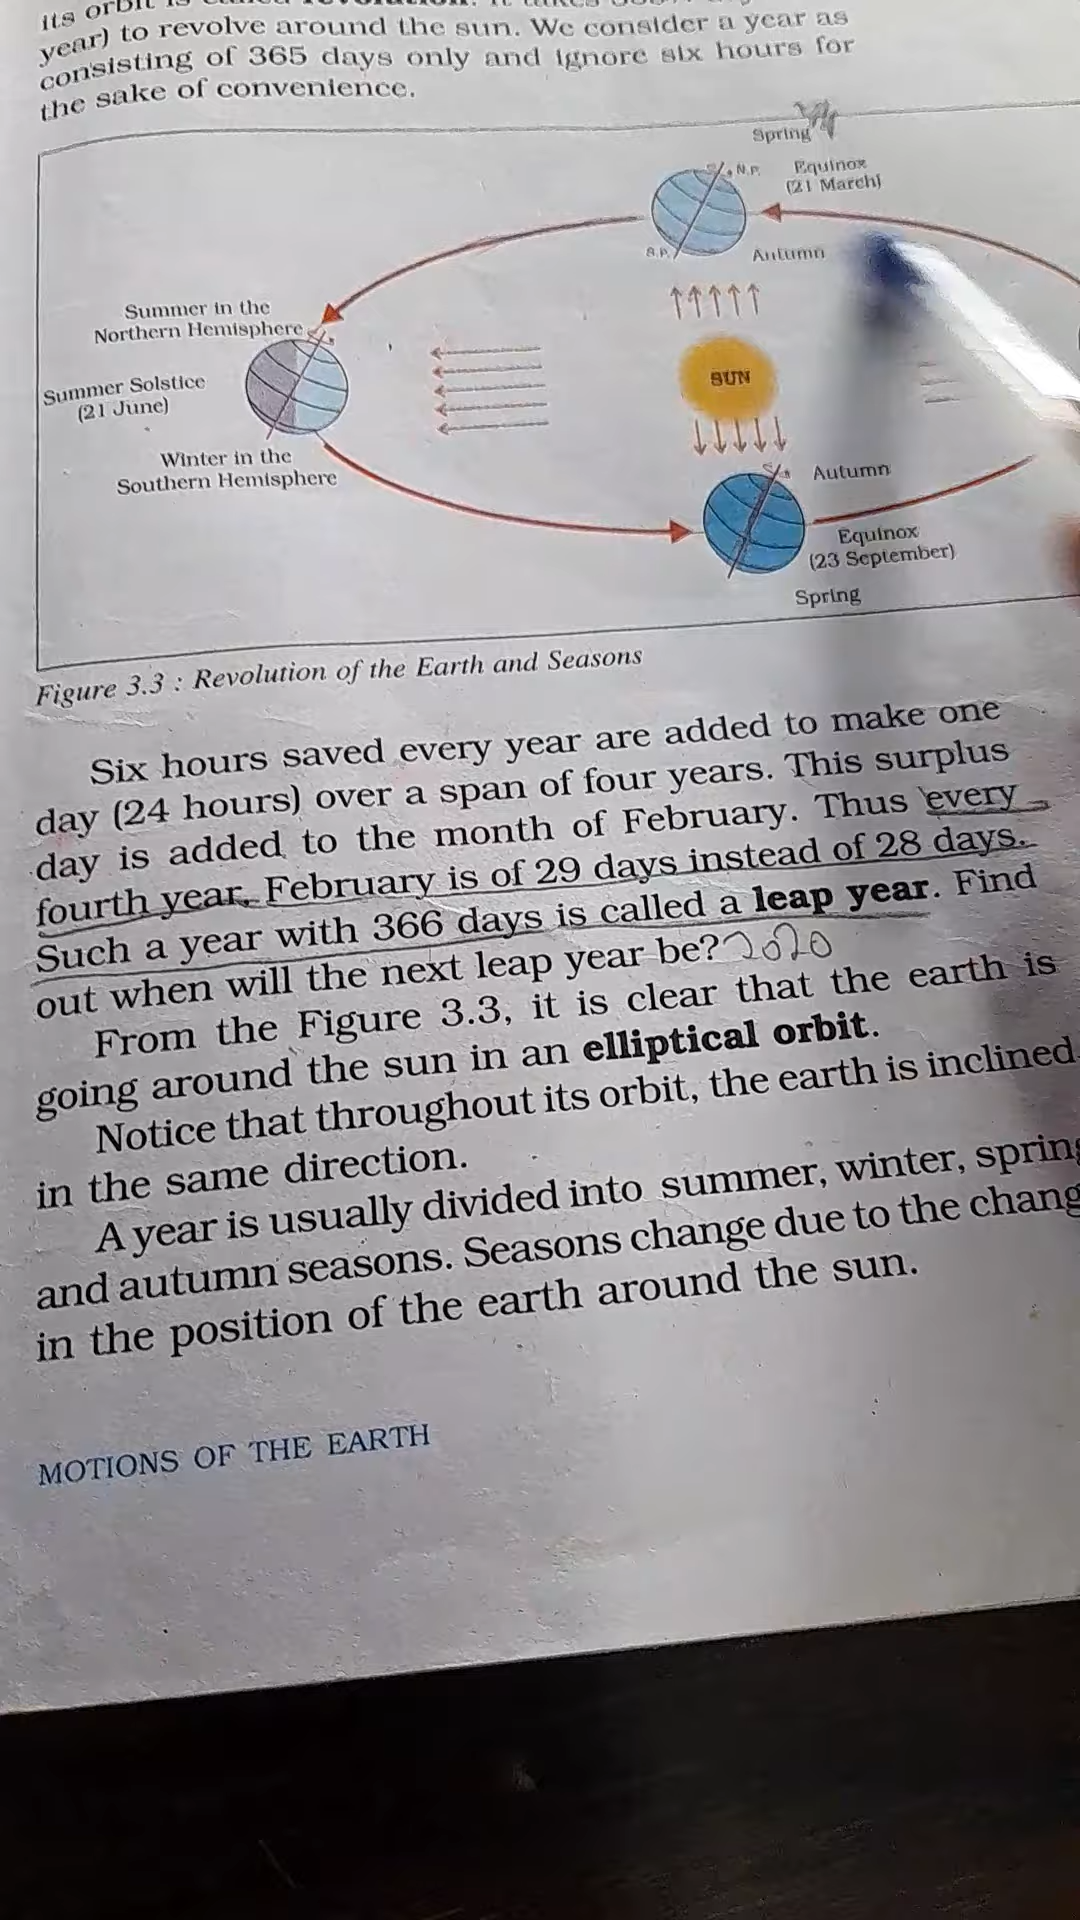 its orbit is called revolution. It takes
year) to revolve around the sun. We consider a year as
consisting of 365 days only and ignore six hours for
the sake of convenience.
Spring
N.P. Equinox
(21 March)
S.P. Autumn
Summer in the
Northern Hemisphere
SUN
Summer Solstice
(21 June)
Winter in the
Southern Hemisphere
Autumn
Equinox
(23 September)
Spring
Figure 3.3 : Revolution of the Earth and Seasons
Six hours saved every year are added to make one
day (24 hours) over a span of four years. This surplus
day is added to the month of February. Thus every
fourth year, February is of 29 days instead of 28 days.
Such a year with 366 days is called a leap year. Find
out when will the next leap year be? 2020
From the Figure 3.3, it is clear that the earth is
going around the sun in an elliptical orbit.
Notice that throughout its orbit, the earth is inclined
in the same direction.
A year is usually divided into summer, winter, spring
and autumn seasons. Seasons change due to the chang
in the position of the earth around the sun.
MOTIONS OF THE EARTH